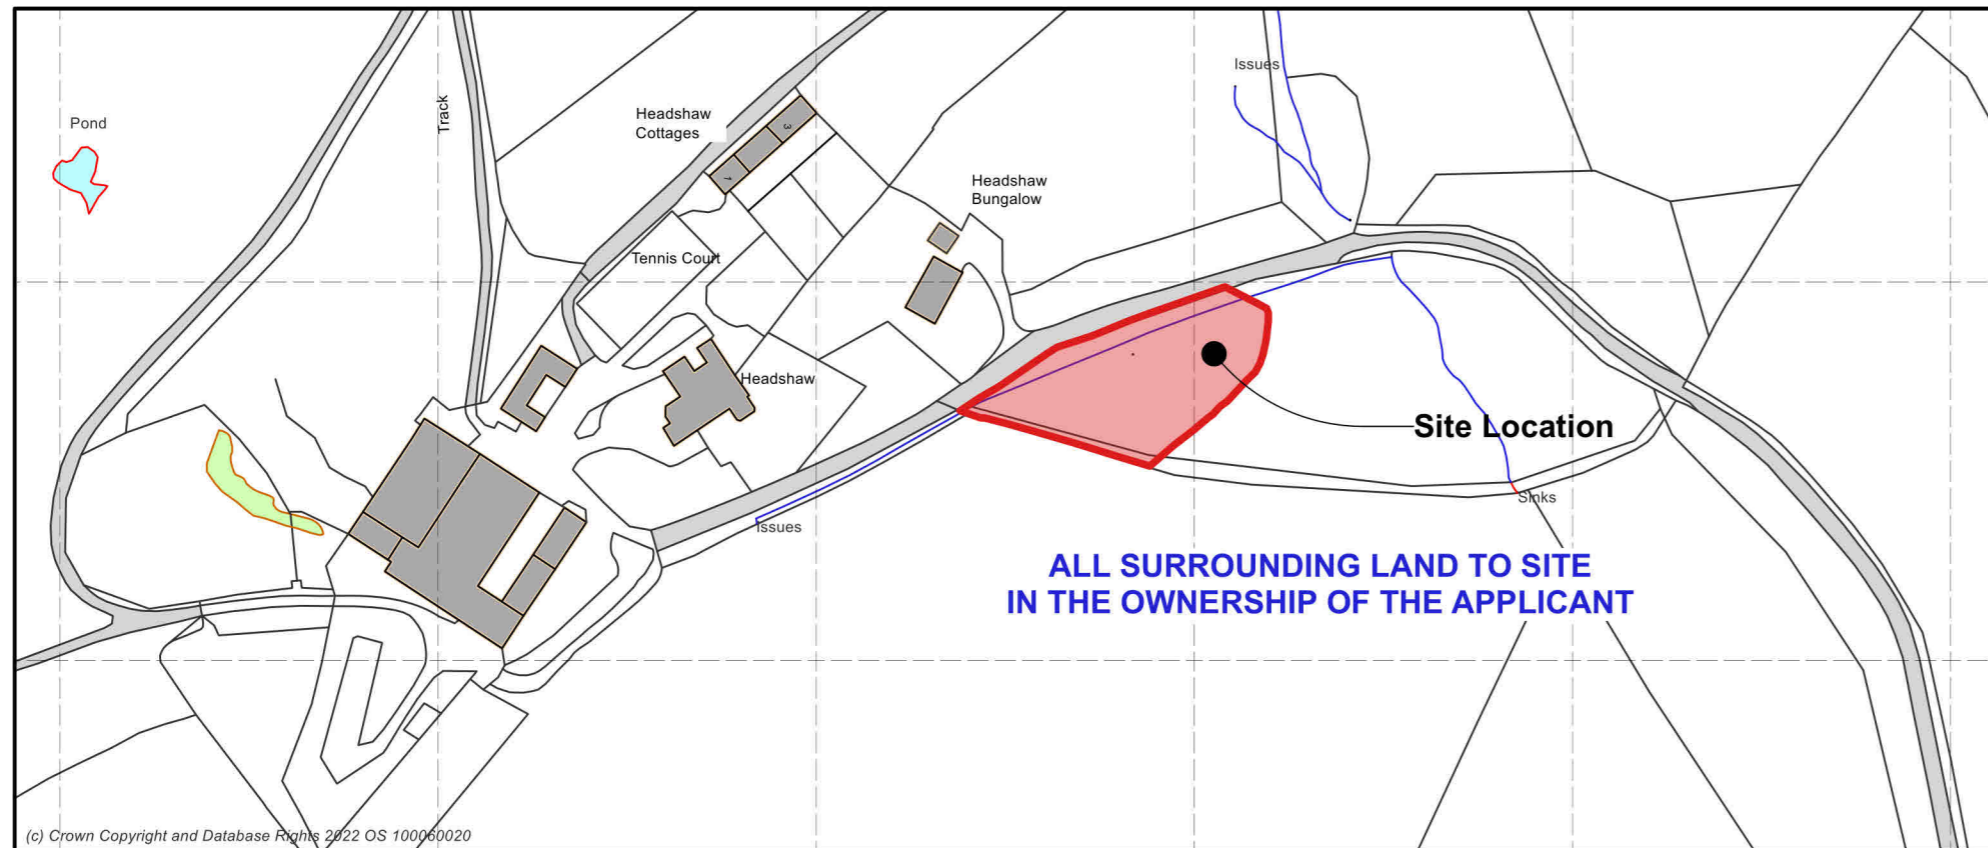 Issues
Pond
Track
Headshaw
Cottages
3
1
Headshaw
Bungalow
Tennis Court
Headshaw
Site Location
Sinks
Issues
ALL SURROUNDING LAND TO SITE
IN THE OWNERSHIP OF THE APPLICANT
(c) Crown Copyright and Database Rights 2022 OS 100060020